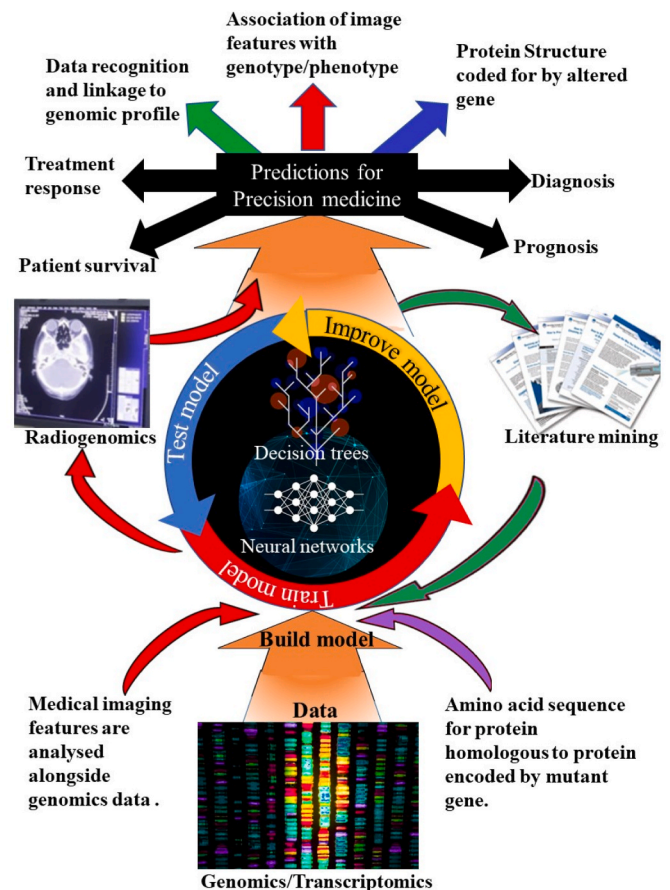 Association of image
features with
genotype/phenotype
Data recognition
and linkage to
genomic profile
Protein Structure
coded for by altered
gene
Treatment
response
Predictions for
Precision medicine
Diagnosis
Patient survival
Prognosis
Radiogenomics
Test model
Improve model
Train model
Decision trees
Neural networks
Literature mining
Build model
Medical imaging
features are
analysed
alongside
genomics data .
Data
Amino acid sequence
for protein
homologous to protein
encoded by mutant
gene.
Genomics/Transcriptomics